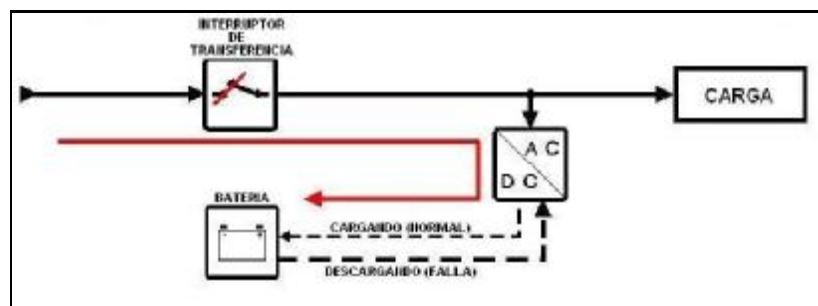 INTERRUPTOR
DE
TRANSFERENCIA
CARGA
A C
D C
BATERIA
CARGANDO (NORMAL)
DESCARGANDO (FALLA)